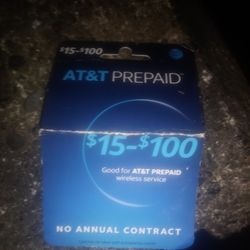 $15-$100
AT&T PREPAID
$15-$100
Good for AT&T PREPAID
wireless service
NO ANNUAL CONTRACT